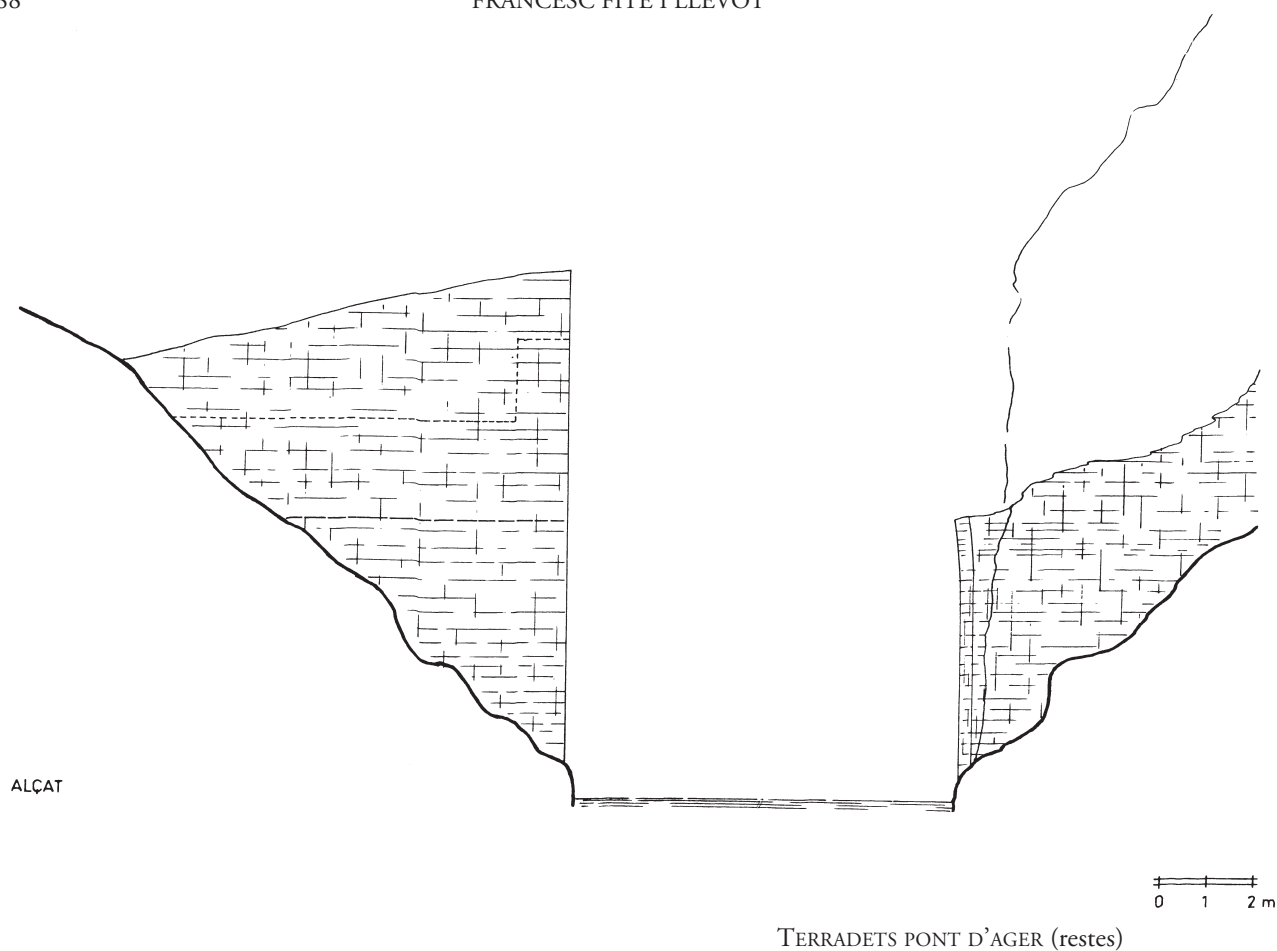 FRANCESC FITÉ I LLEVOT
ALÇAT
0 1 2 m
TERRADETS PONT D'AGER (restes)